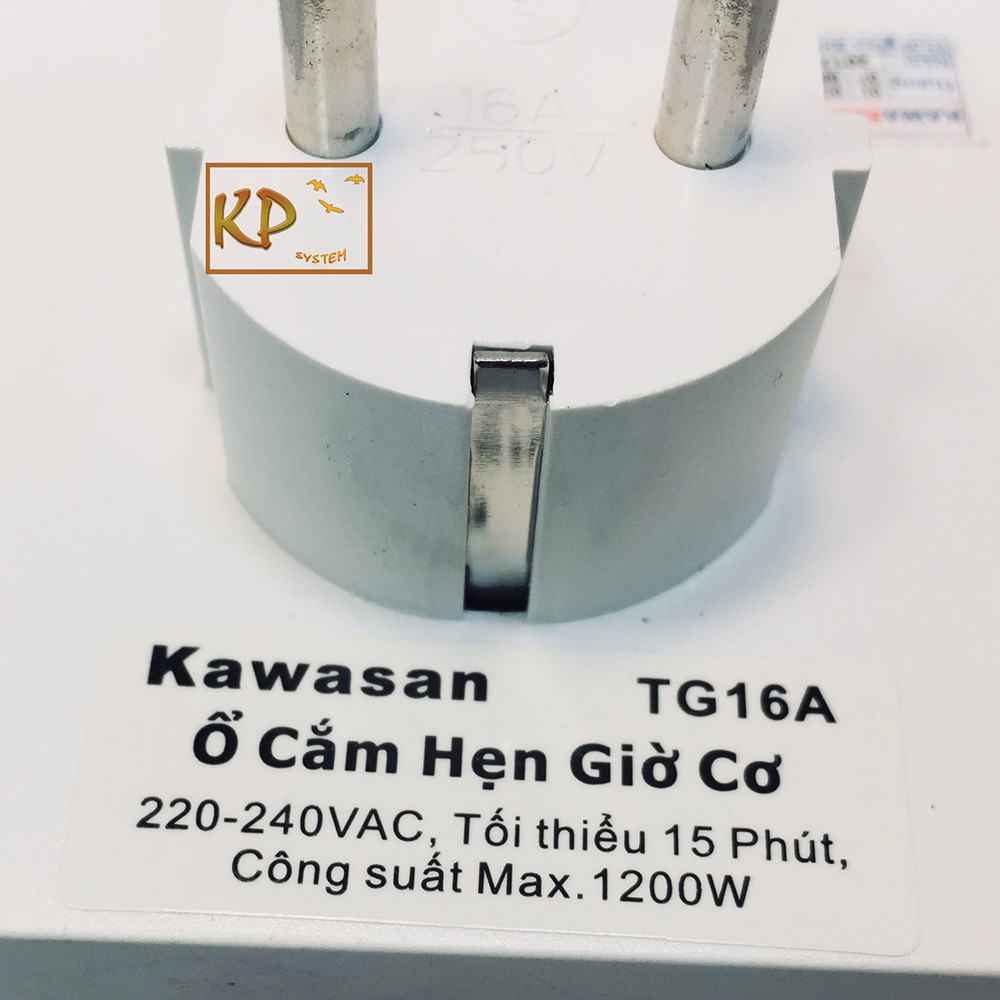 16A
250V
KP
SYSTEM
Kawasan TG16A
Ổ Cắm Hẹn Giờ Cơ
220-240VAC, Tối thiểu 15 Phút,
Công suất Max.1200W